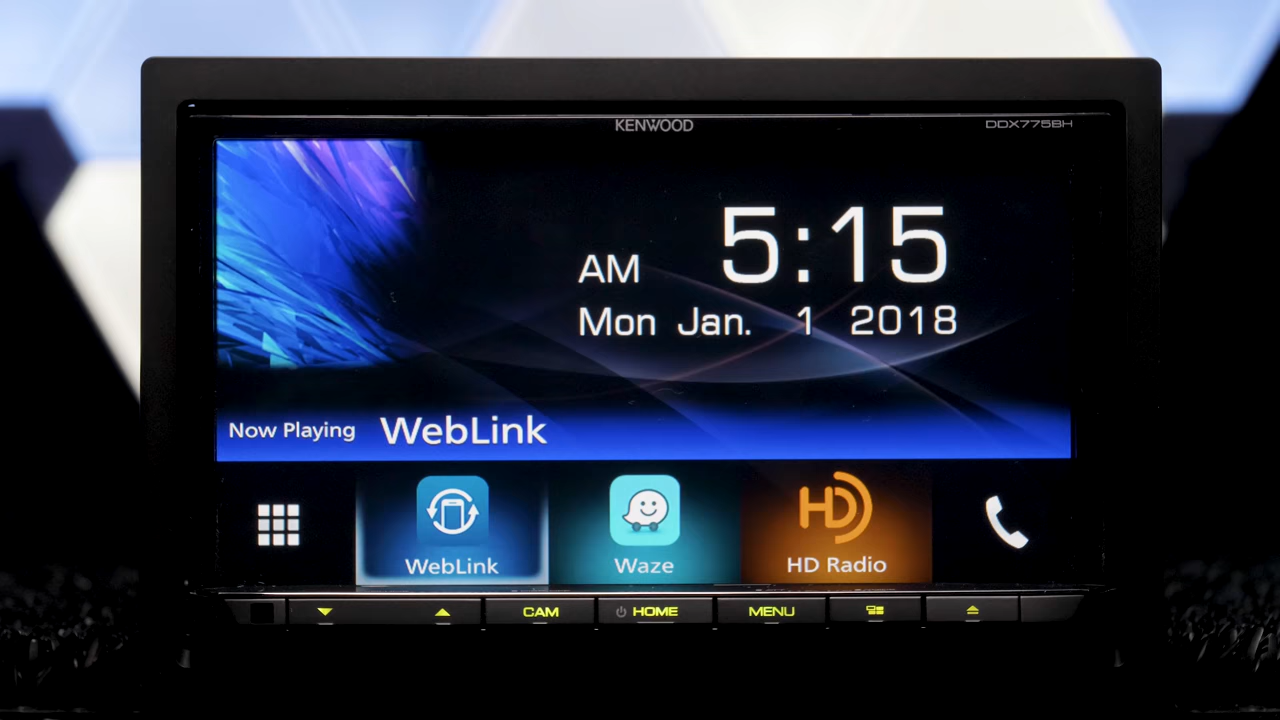 KENWOOD
DDX775BH
5:15
AM
Mon Jan. 1 2018
Now Playing WebLink
WebLink
Waze
HD
HD Radio
CAM
HOME
MENU